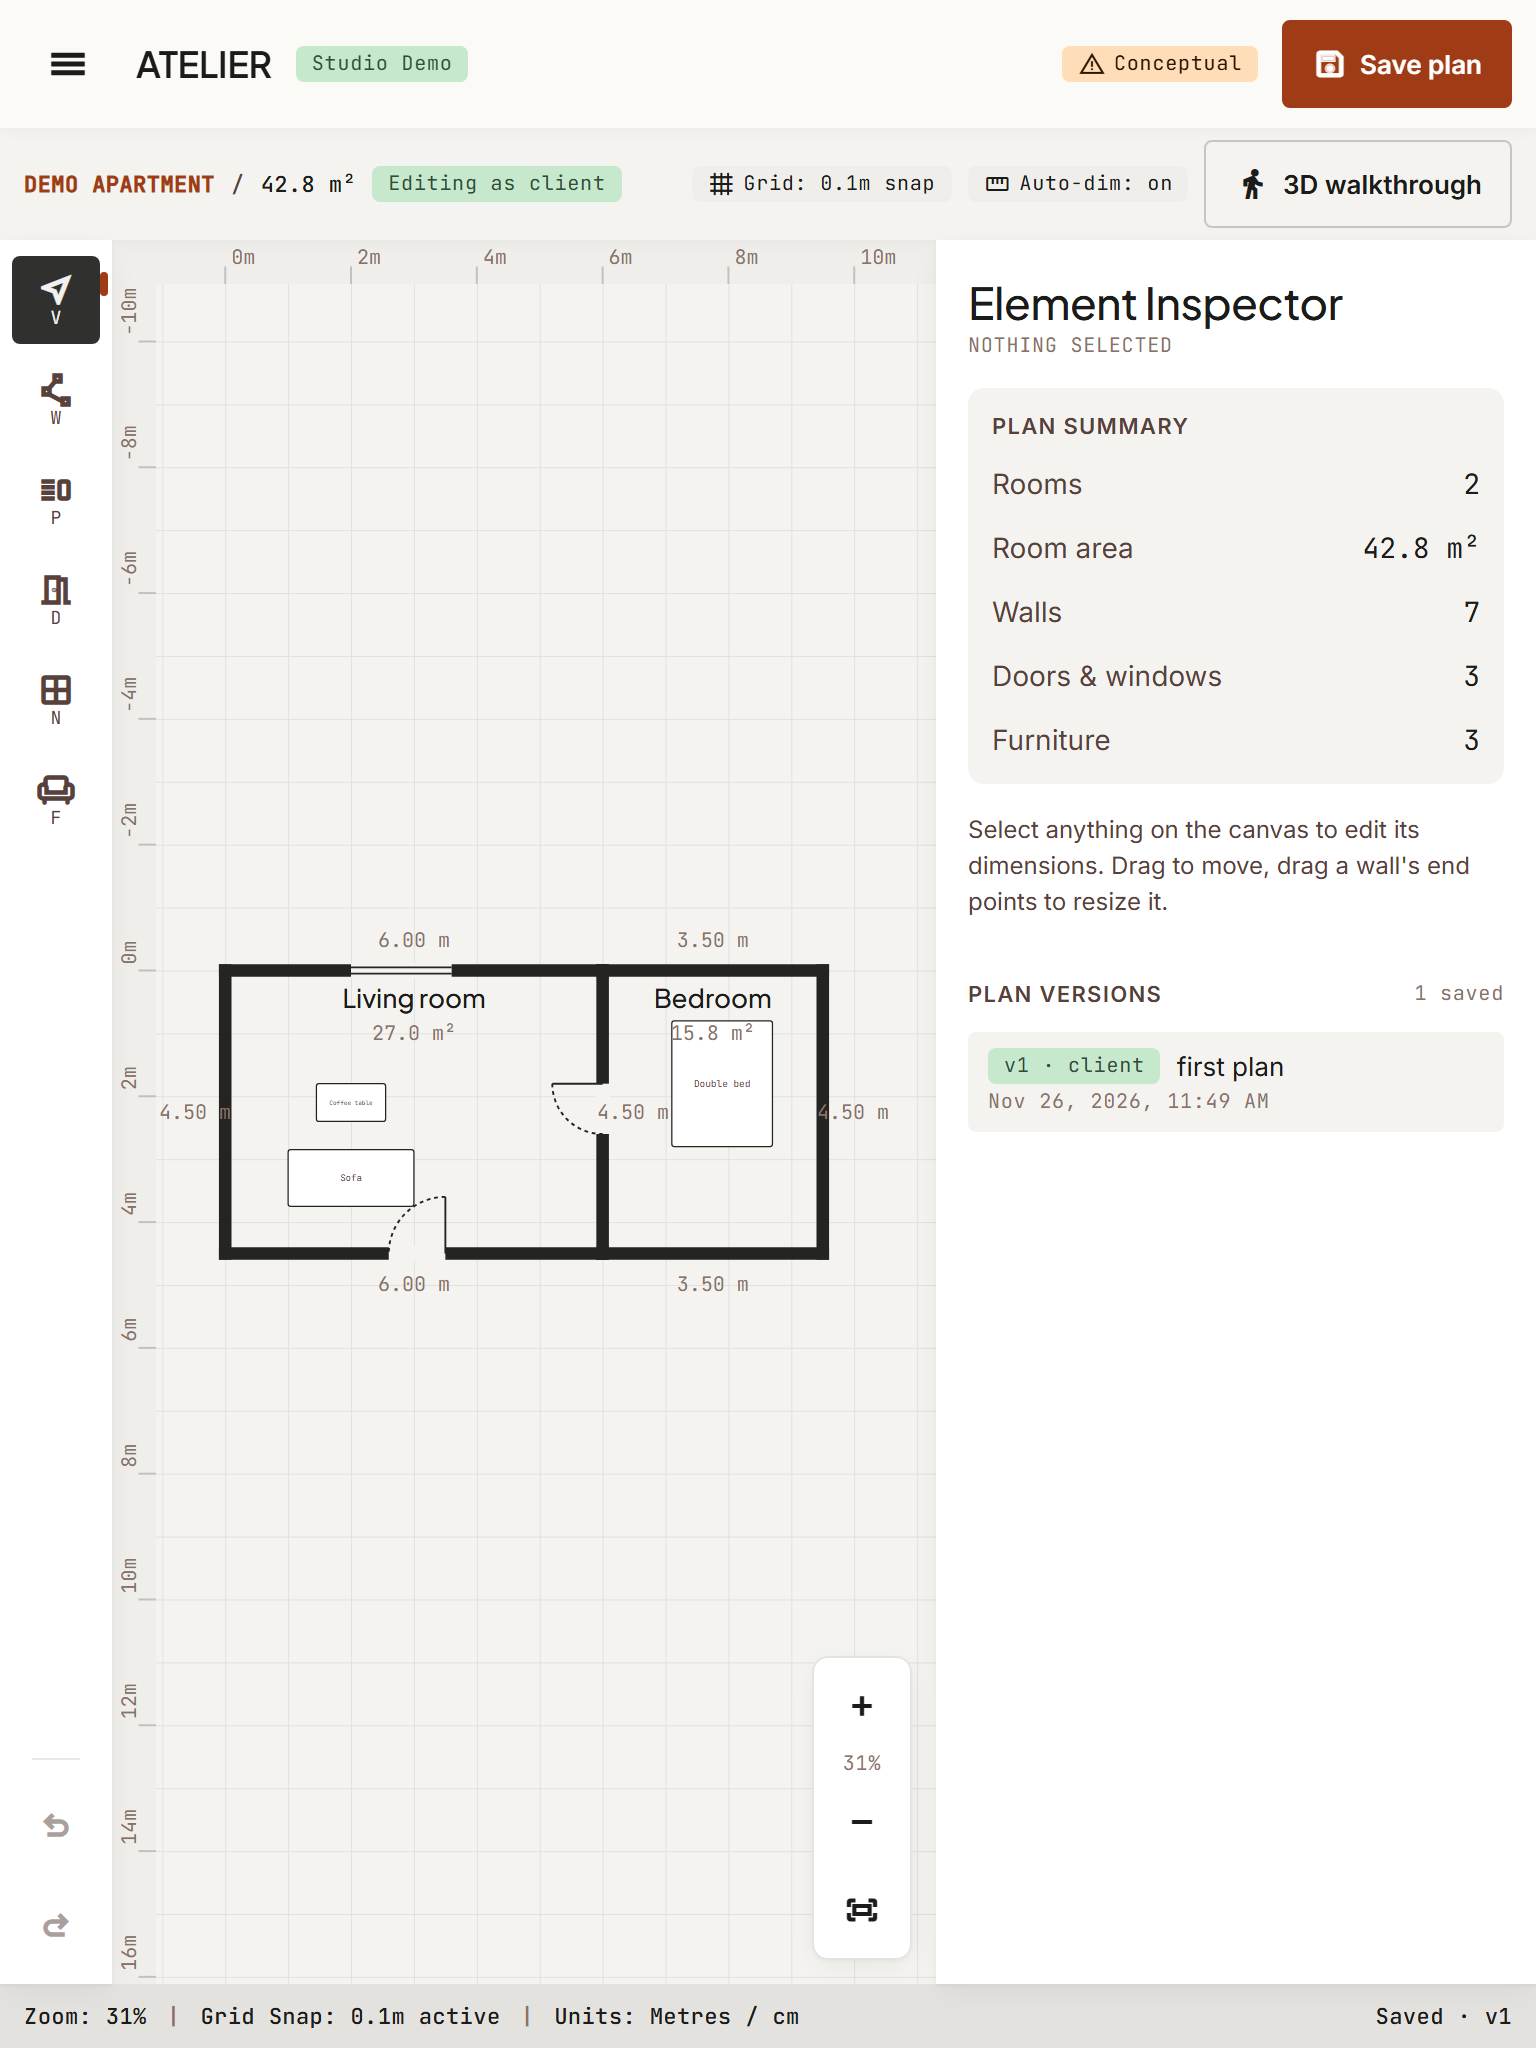 ATELIER
Studio Demo
Conceptual
Save plan
DEMO APARTMENT / 42.8 m²
Editing as client
Grid: 0.1m snap
Auto-dim: on
3D walkthrough
V
W
P
D
N
F
0m 2m 4m 6m 8m 10m
-10m
-8m
-6m
-4m
-2m
0m
2m
4m
6m
8m
10m
12m
14m
16m
6.00 m 3.50 m
Living room Bedroom
27.0 m² 15.8 m²
Double bed
Coffee table
4.50 m 4.50 m 4.50 m
Sofa
6.00 m 3.50 m
+
31%
−
Element Inspector
NOTHING SELECTED
PLAN SUMMARY
Rooms 2
Room area 42.8 m²
Walls 7
Doors & windows 3
Furniture 3
Select anything on the canvas to edit its
dimensions. Drag to move, drag a wall's end
points to resize it.
PLAN VERSIONS 1 saved
v1 · client first plan
Nov 26, 2026, 11:49 AM
Zoom: 31% | Grid Snap: 0.1m active | Units: Metres / cm
Saved · v1